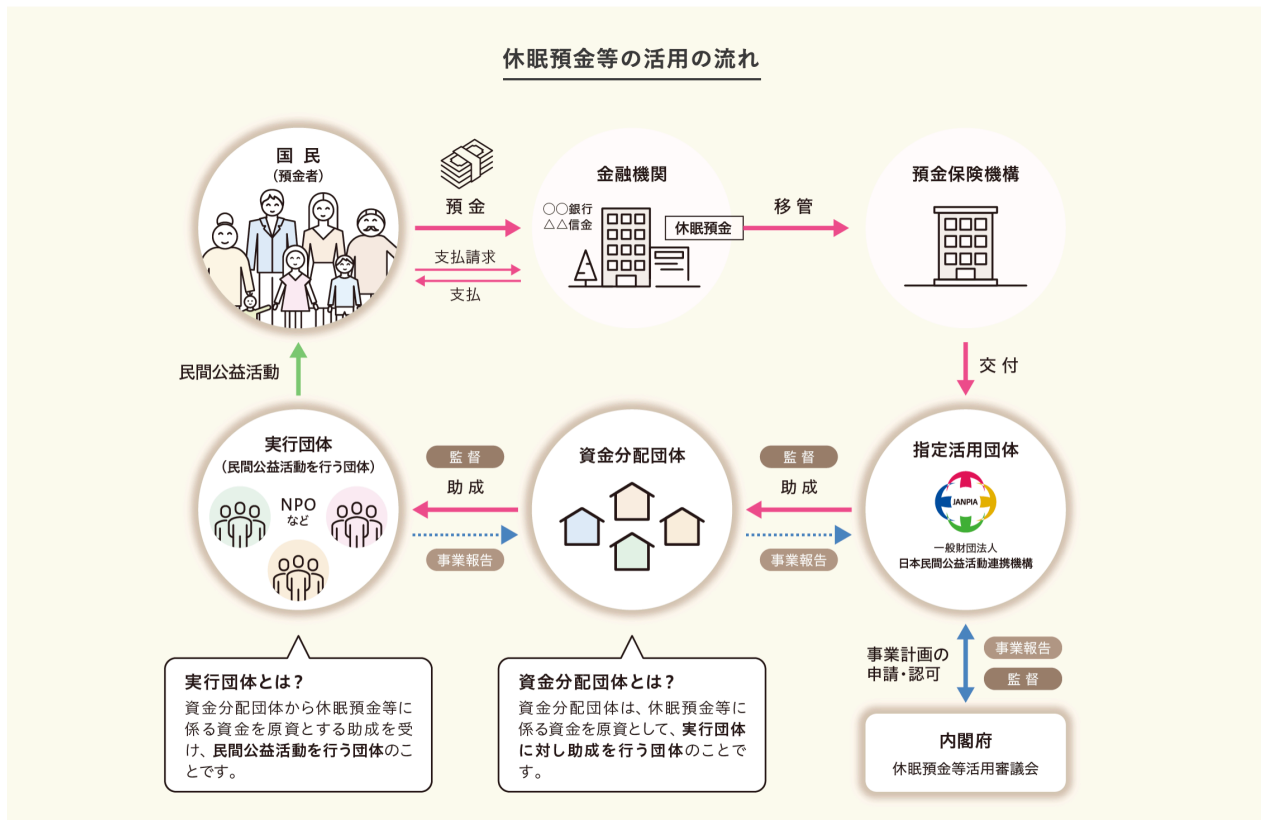 休眠預金等の活用の流れ
国 民
（預金者）
預 金
支払請求
支払
金融機関
○○銀行
△△信金
休眠預金
移 管
預金保険機構
交 付
民間公益活動
実行団体
（民間公益活動を行う団体）
NPO
など
監 督
助 成
事業報告
資金分配団体
監 督
助 成
事業報告
指定活用団体
JANPIA
一般財団法人
日本民間公益活動連携機構
実行団体とは？
資金分配団体から休眠預金等に
係る資金を原資とする助成を受
け、民間公益活動を行う団体のこ
とです。
資金分配団体とは？
資金分配団体は、休眠預金等に
係る資金を原資として、実行団体
に対し助成を行う団体のことで
す。
事業計画の
申請・認可
事業報告
監 督
内閣府
休眠預金等活用審議会